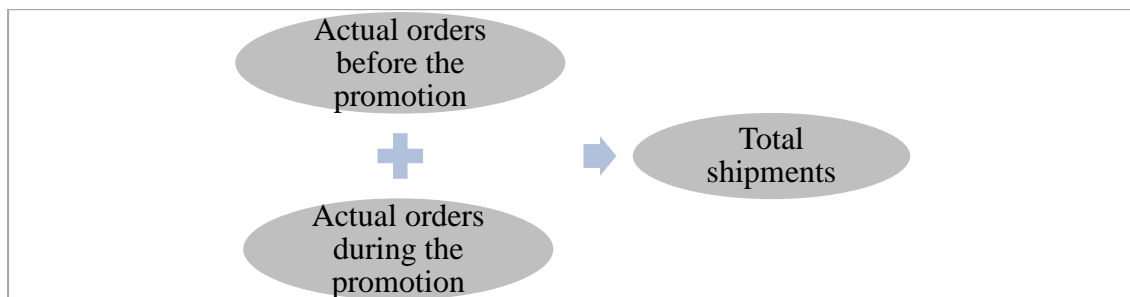 Actual orders
before the
promotion
Total
shipments
Actual orders
during the
promotion